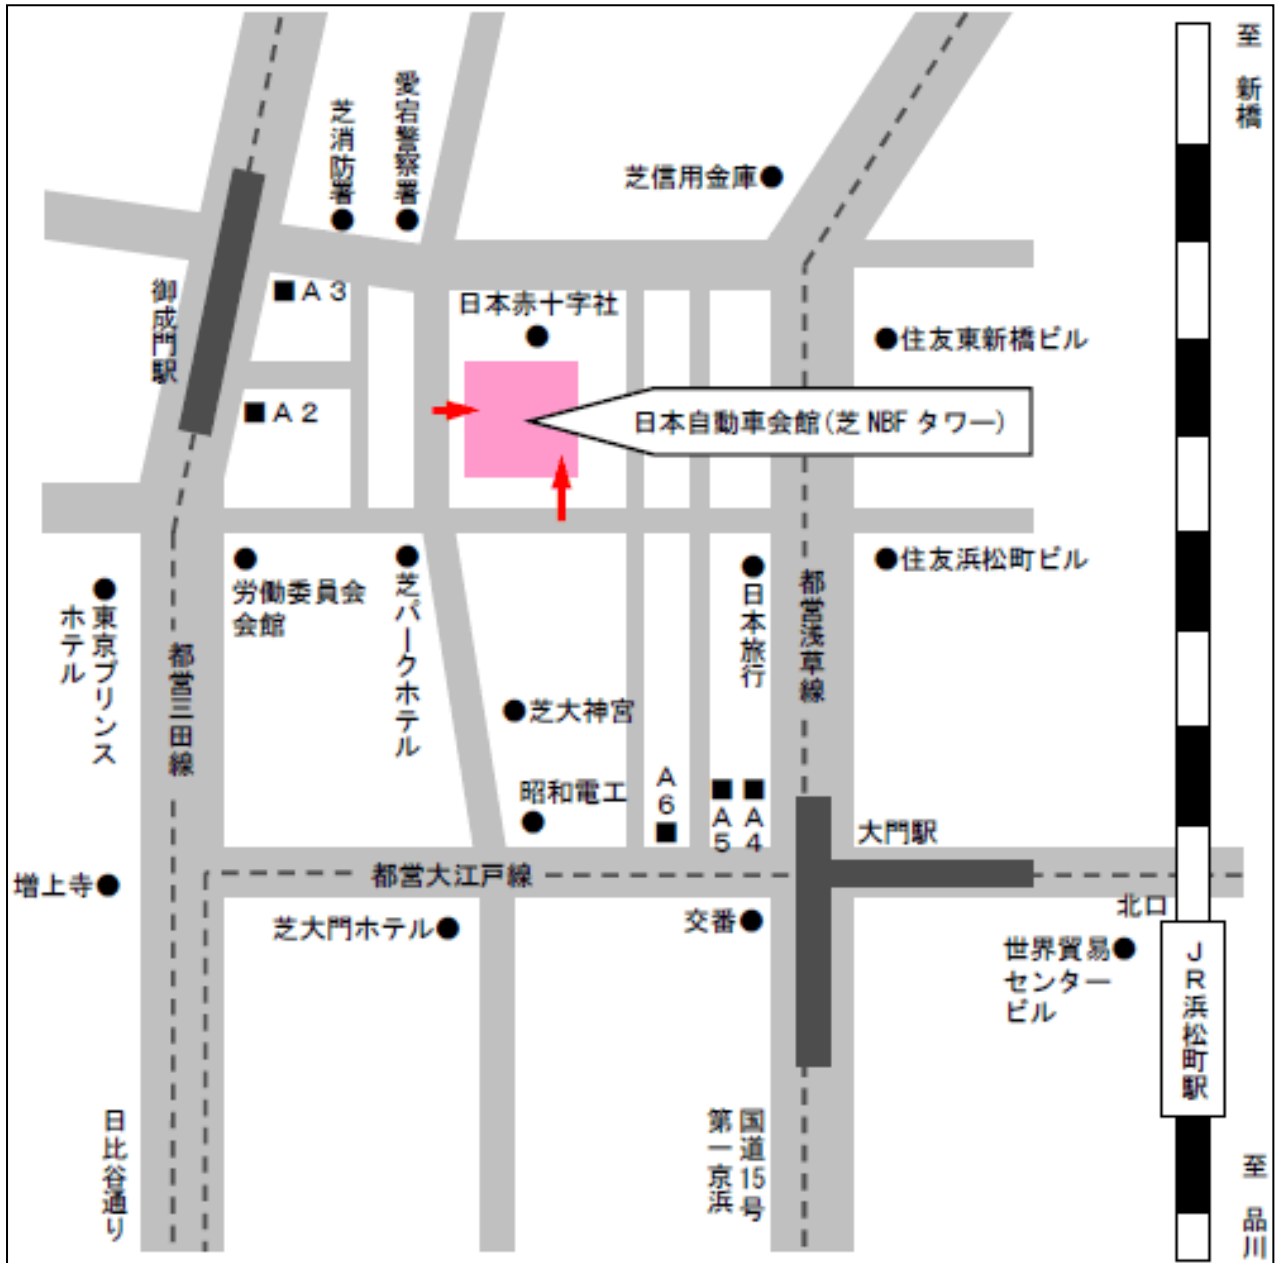 至 新橋
愛宕警察署
芝消防署
芝信用金庫
御成門駅
A3
日本赤十字社
住友東新橋ビル
A2
日本自動車会館(芝NBFタワー)
労働委員会
会館
芝パークホテル
日本旅行
都営浅草線
住友浜松町ビル
東京プリンス
ホテル
都営三田線
芝大神宮
昭和電工
A6
A5
A4
大門駅
増上寺
都営大江戸線
北口
芝大門ホテル
交番
世界貿易
センター
ビル
JR浜松町駅
日比谷通り
国道15号
第一京浜
至 品川